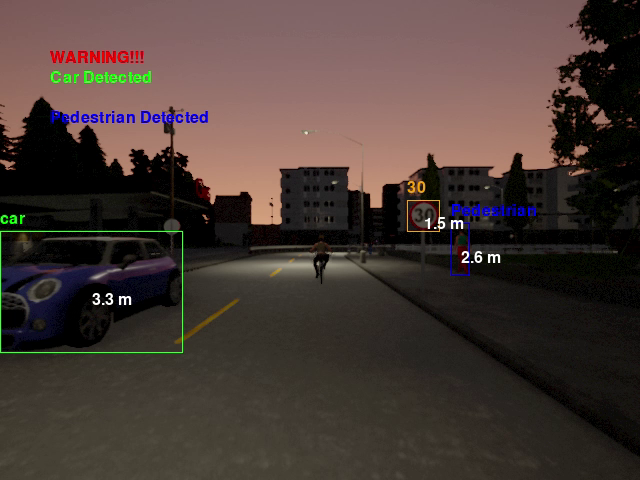 WARNING!!!
Car Detected
Pedestrian Detected
30
30
Pedestrian
1.5 m
car
2.6 m
3.3 m